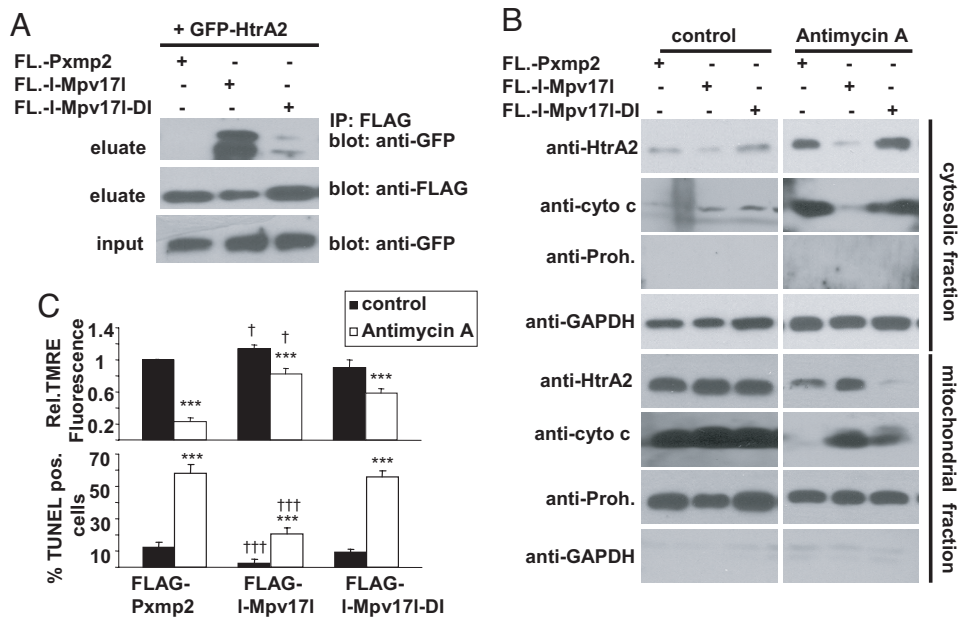 A
+ GFP-HtrA2
FL.-Pxmp2 + - -
FL.-l-Mpv17l - + -
FL.-l-Mpv17l-Dl - - +
eluate
IP: FLAG
blot: anti-GFP
eluate
blot: anti-FLAG
input
blot: anti-GFP
B
control
Antimycin A
FL.-Pxmp2 + - - + - -
FL.-l-Mpv17l - + - - + -
FL.-l-Mpv17l-Dl - - + - - +
anti-HtrA2
anti-cyto c
anti-Proh.
anti-GAPDH
cytosolic fraction
anti-HtrA2
anti-cyto c
anti-Proh.
anti-GAPDH
mitochondrial fraction
C
control
Antimycin A
Rel.TMRE
Fluorescence
1.4
1
0.6
0.2
***
†
†
***
***
% TUNEL pos.
cells
70
50
30
10
***
†††
†††
***
***
FLAG-
Pxmp2
FLAG-
l-Mpv17l
FLAG-
l-Mpv17l-Dl